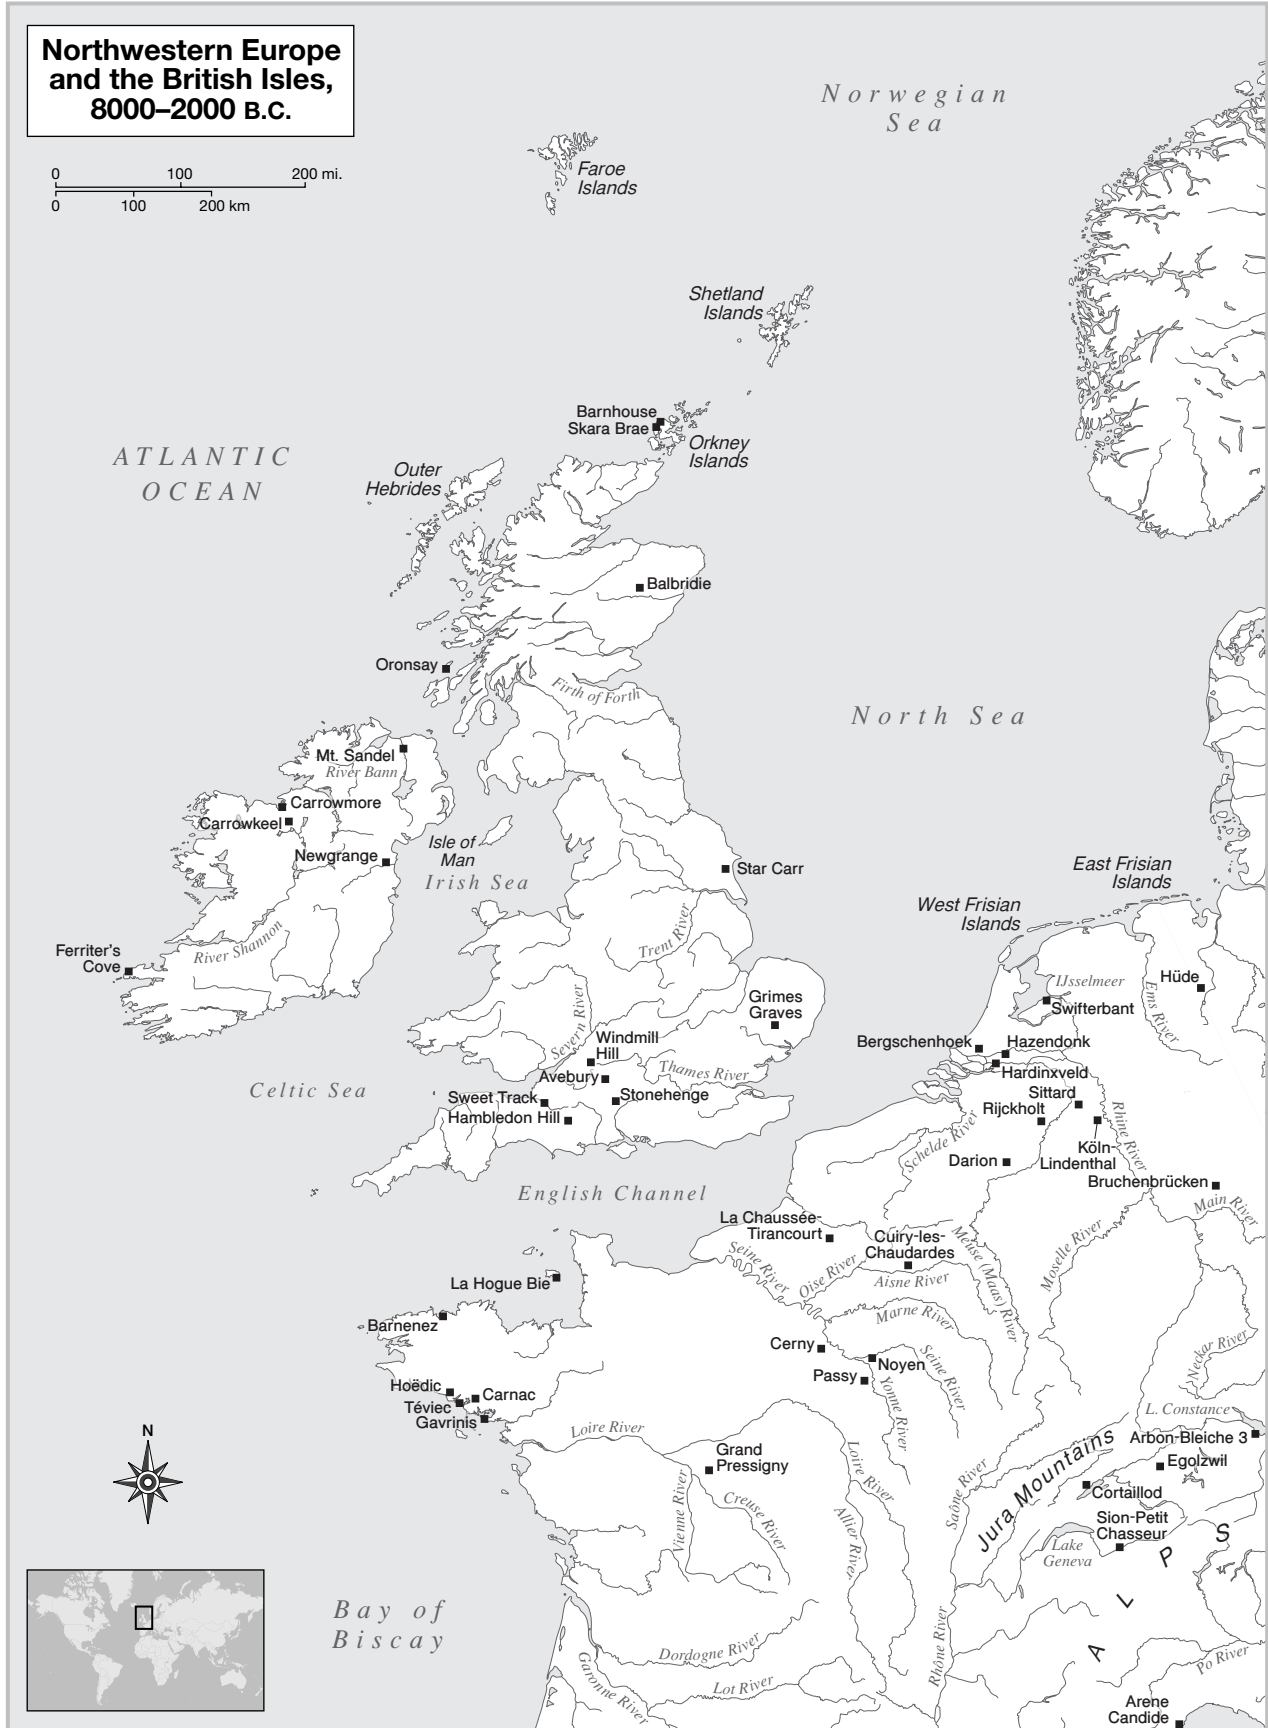 Northwestern Europe
and the British Isles,
8000–2000 B.C.
0 100 200 mi.
0 100 200 km
Norwegian
Sea
Faroe
Islands
Shetland
Islands
Barnhouse
Skara Brae
Orkney
Islands
ATLANTIC
OCEAN
Outer
Hebrides
Balbridie
Oronsay
Firth of Forth
North Sea
Mt. Sandel
River Bann
Carrowmore
Carrowkeel
Newgrange
Isle of
Man
Irish Sea
Star Carr
East Frisian
Islands
West Frisian
Islands
Trent River
River Shannon
Ferriter's
Cove
IJsselmeer
Hüde
Swifterbant
Ems River
Grimes
Graves
Severn River
Windmill
Hill
Bergschenhoek
Hazendonk
Hardinxveld
Avebury
Thames River
Celtic Sea
Sweet Track
Stonehenge
Hambledon Hill
Sittard
Rijckholt
Rhine River
Schelde River
Köln-
Lindenthal
Darion
Bruchenbrücken
Main River
English Channel
La Chaussée-
Tirancourt
Cuiry-les-
Chaudardes
Meuse (Maas) River
Moselle River
Seine River
Oise River
Aisne River
La Hogue Bie
Marne River
Barnenez
Cerny
Noyen
Seine River
Neckar River
Passy
Yonne River
Hoëdic
Carnac
Téviec
Gavrinis
L. Constance
Loire River
Arbon-Bleiche 3
N
Grand
Pressigny
Loire River
Jura Mountains
Egolzwil
Saône River
Cortaillod
Vienne River
Creuse River
Allier River
Sion-Petit
Chasseur
Lake
Geneva
ALPS
Bay of
Biscay
Rhône River
Dordogne River
Po River
Garonne River
Lot River
Arene
Candide